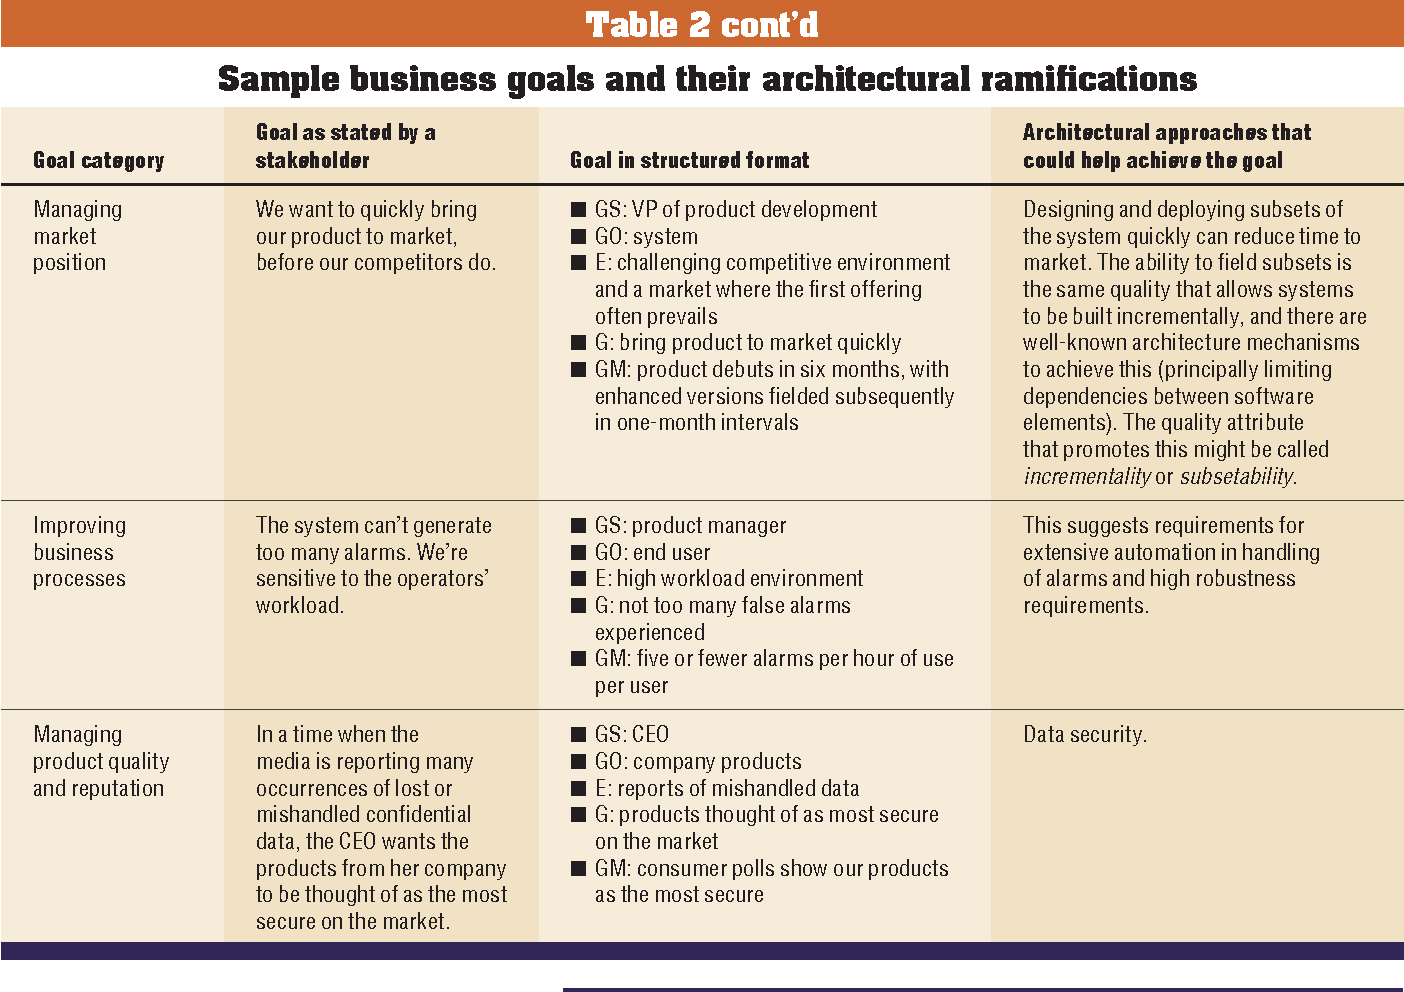 Table 2 cont'd
Sample business goals and their architectural ramifications
Goal category
Goal as stated by a
stakeholder
Goal in structured format
Architectural approaches that
could help achieve the goal
Managing
market
position
We want to quickly bring
our product to market,
before our competitors do.
■ GS: VP of product development
■ GO: system
■ E: challenging competitive environment
and a market where the first offering
often prevails
■ G: bring product to market quickly
■ GM: product debuts in six months, with
enhanced versions fielded subsequently
in one-month intervals
Designing and deploying subsets of
the system quickly can reduce time to
market. The ability to field subsets is
the same quality that allows systems
to be built incrementally, and there are
well-known architecture mechanisms
to achieve this (principally limiting
dependencies between software
elements). The quality attribute
that promotes this might be called
incrementality or subsetability.
Improving
business
processes
The system can't generate
too many alarms. We're
sensitive to the operators'
workload.
■ GS: product manager
■ GO: end user
■ E: high workload environment
■ G: not too many false alarms
experienced
■ GM: five or fewer alarms per hour of use
per user
This suggests requirements for
extensive automation in handling
of alarms and high robustness
requirements.
Managing
product quality
and reputation
In a time when the
media is reporting many
occurrences of lost or
mishandled confidential
data, the CEO wants the
products from her company
to be thought of as the most
secure on the market.
■ GS: CEO
■ GO: company products
■ E: reports of mishandled data
■ G: products thought of as most secure
on the market
■ GM: consumer polls show our products
as the most secure
Data security.